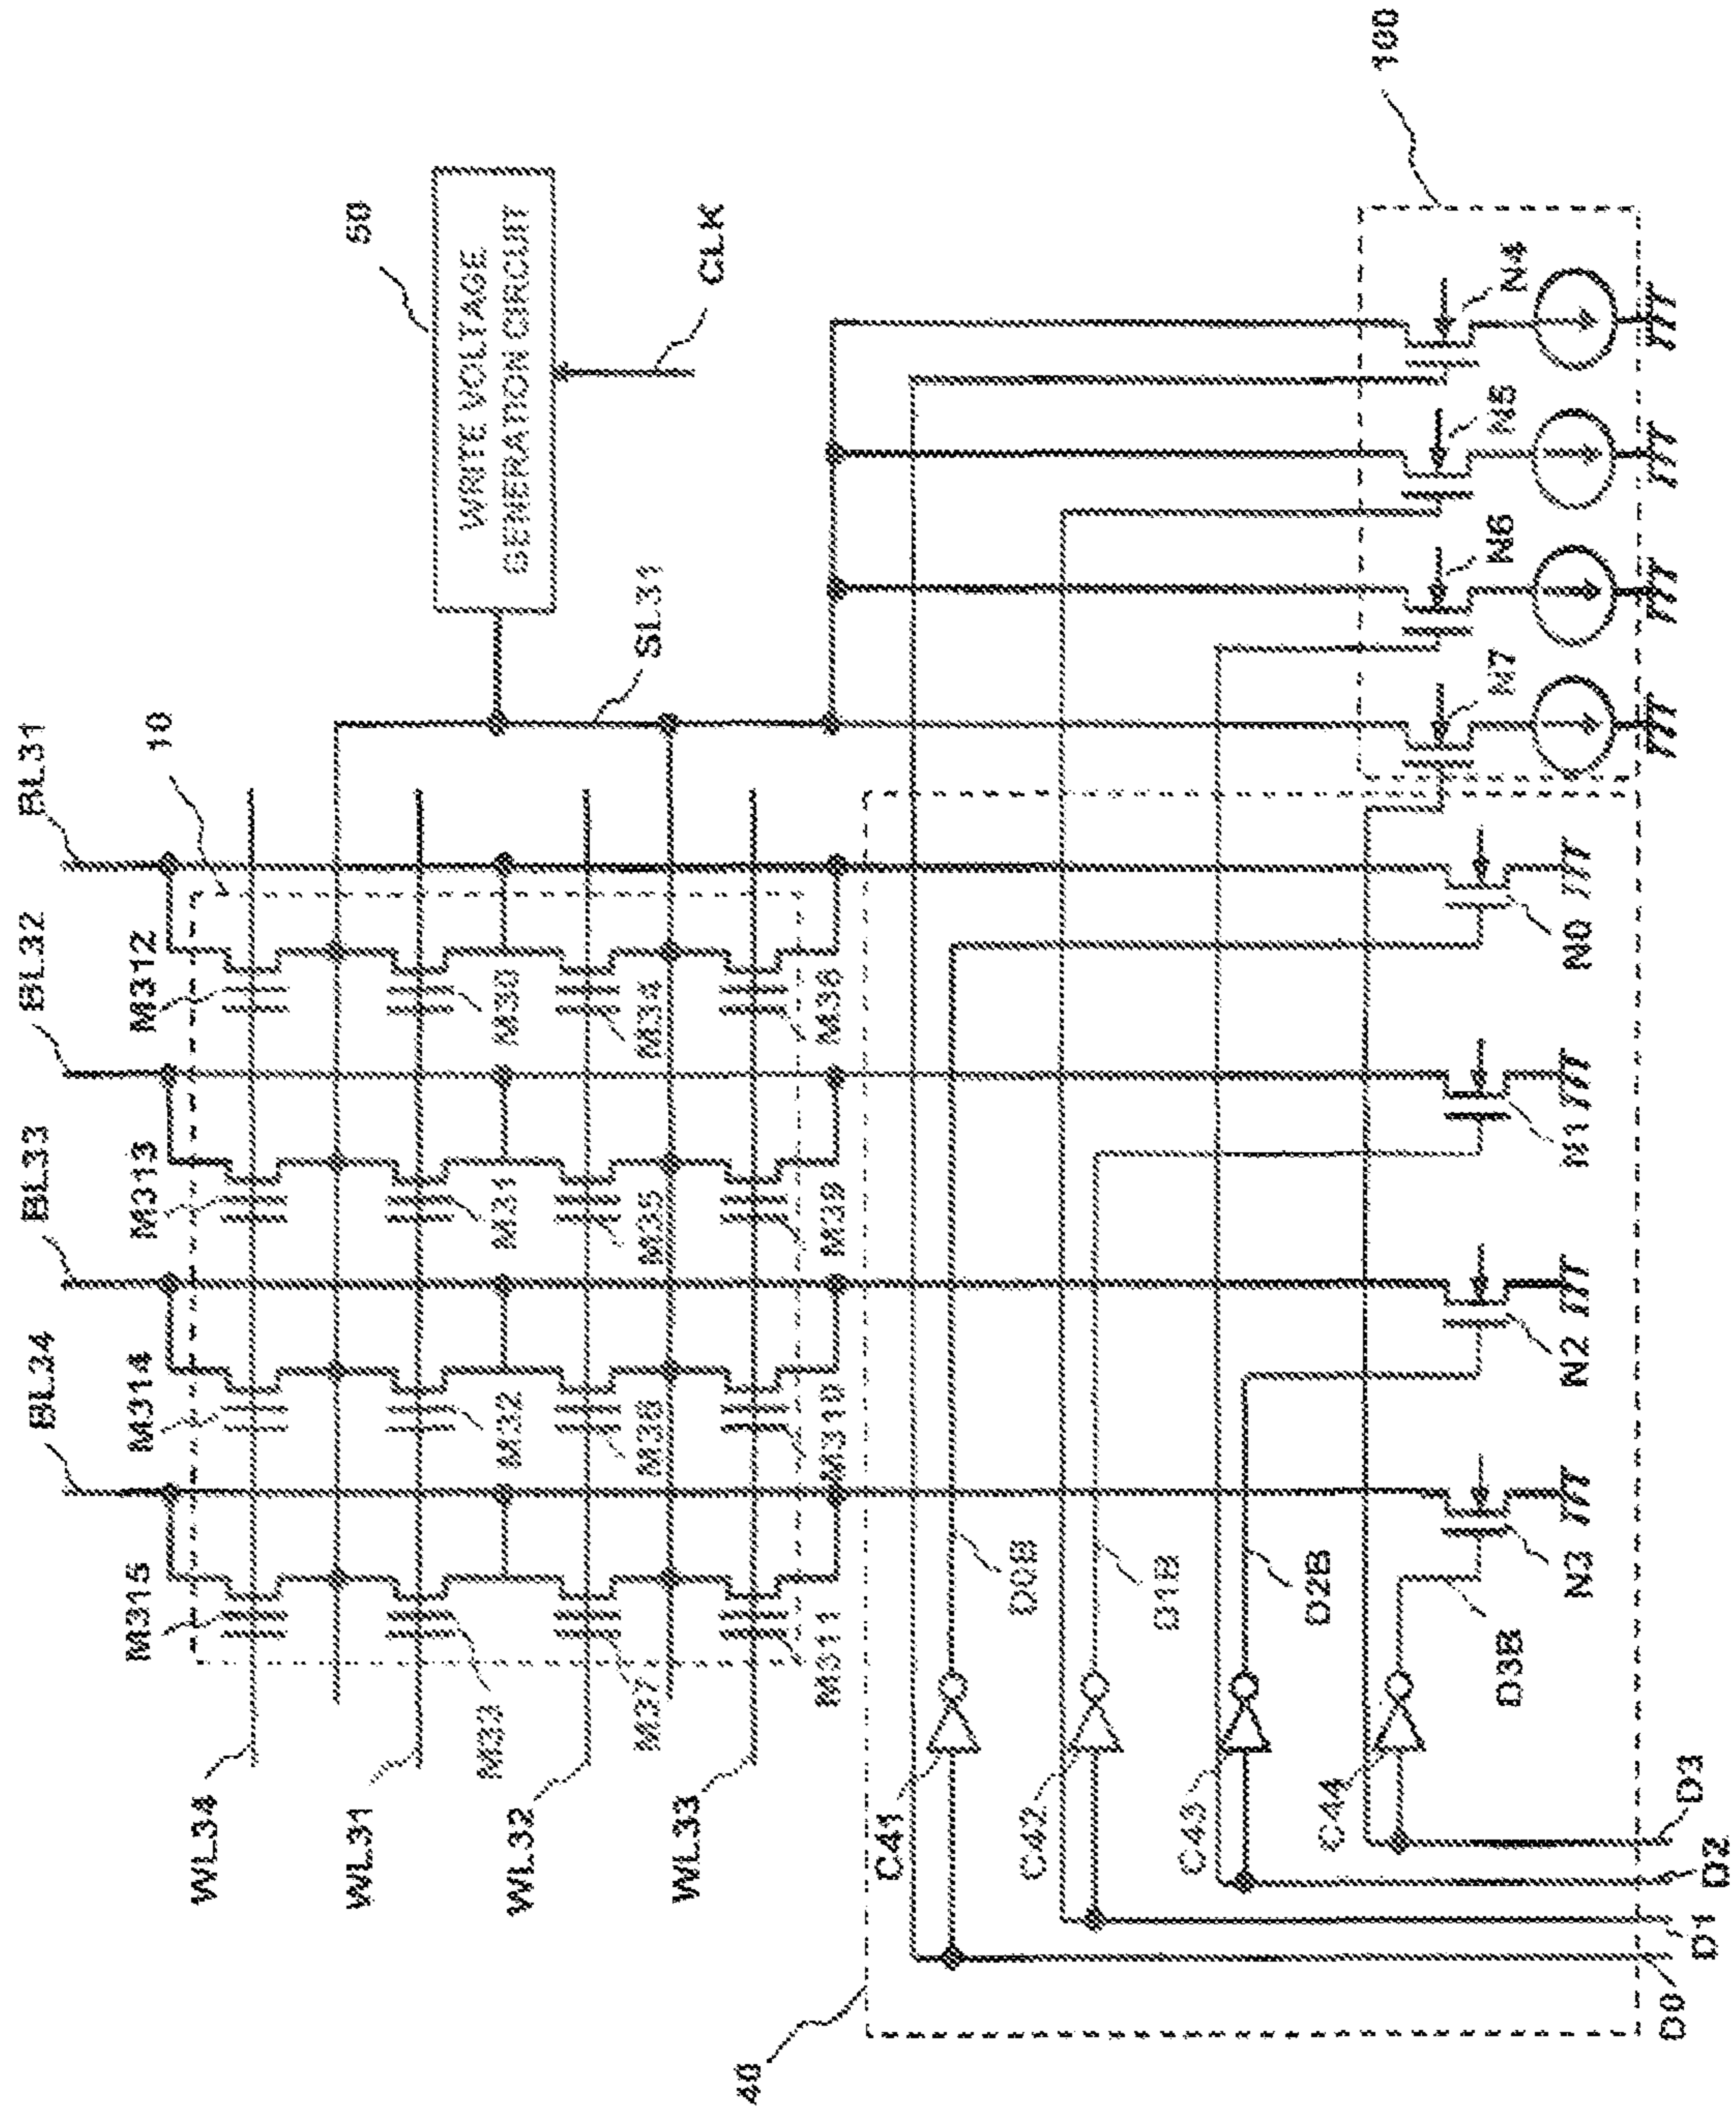 BL34
BL33
BL32
BL31
10
50
WRITE VOLTAGE
GENERATION CIRCUIT
CLK
SL31
100
M315
M314
M313
M312
WL34
WL31
WL32
WL33
M33
M32
M31
M30
M37
M36
M35
M34
M311
M310
M39
M38
40
C41
C42
C43
C44
D0B
D1B
D2B
D3B
N3
N2
N1
N0
N7
N6
N5
N4
D0
D1
D2
D3